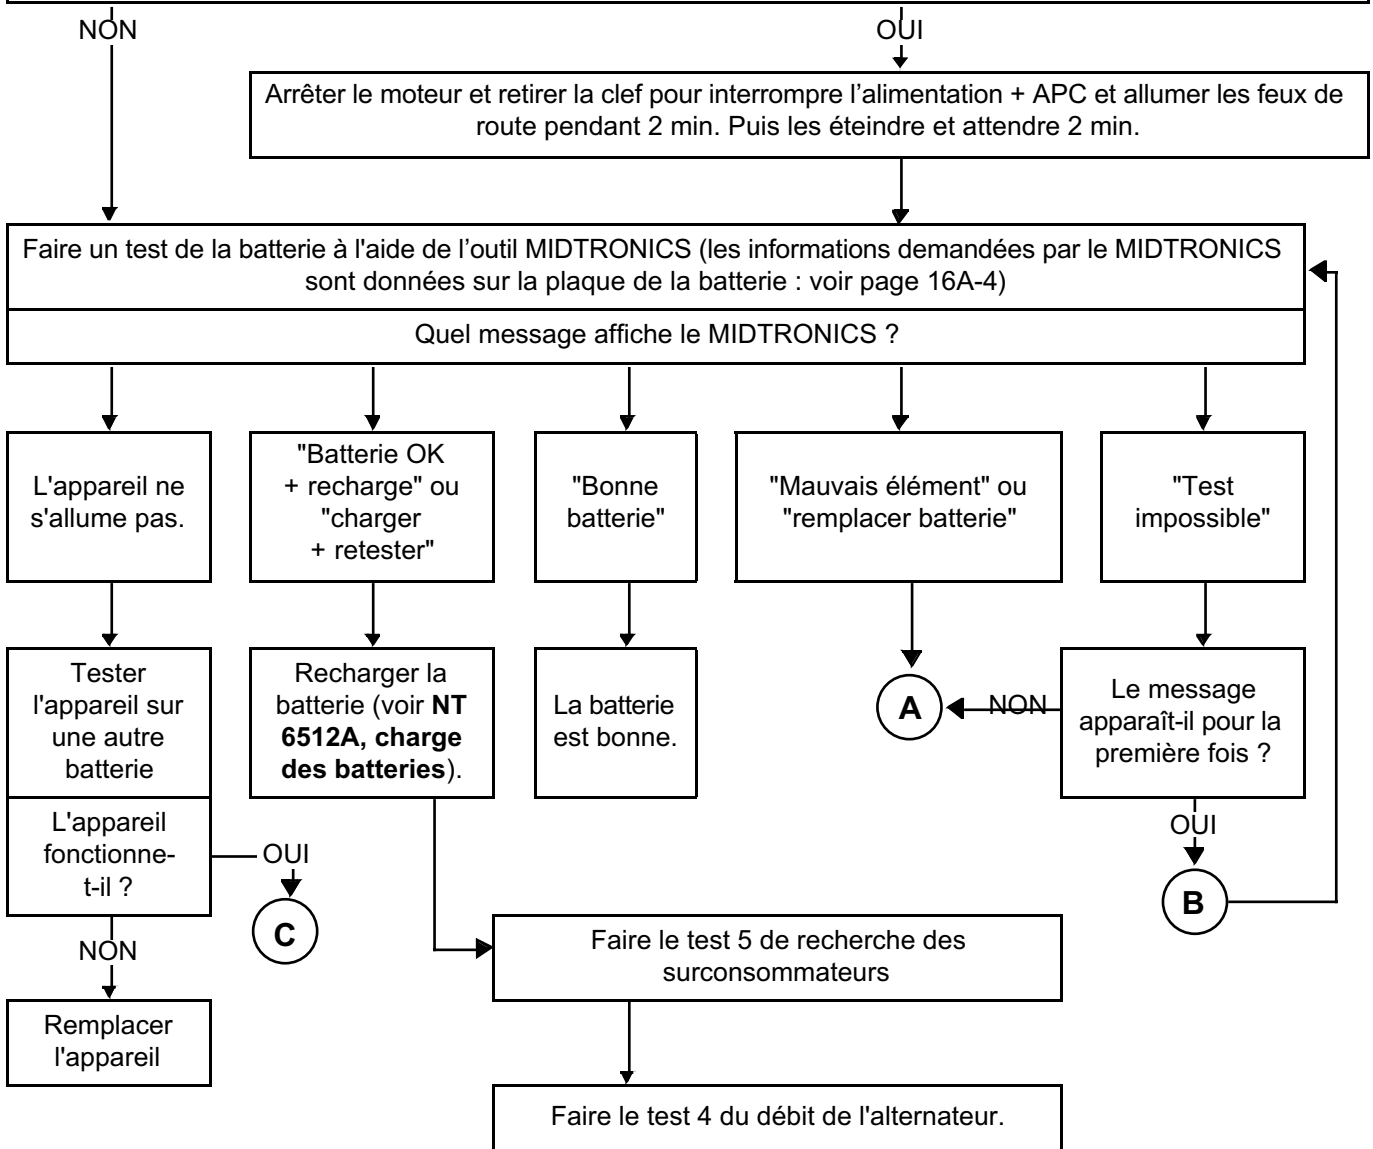 NON
OUI
Arrêter le moteur et retirer la clef pour interrompre l’alimentation + APC et allumer les feux de
route pendant 2 min. Puis les éteindre et attendre 2 min.
Faire un test de la batterie à l'aide de l’outil MIDTRONICS (les informations demandées par le MIDTRONICS
sont données sur la plaque de la batterie : voir page 16A-4)
Quel message affiche le MIDTRONICS ?
L'appareil ne
s'allume pas.
"Batterie OK
+ recharge" ou
"charger
+ retester"
"Bonne
batterie"
"Mauvais élément" ou
"remplacer batterie"
"Test
impossible"
Tester
l'appareil sur
une autre
batterie
Recharger la
batterie (voir NT
6512A, charge
des batteries).
La batterie
est bonne.
A
NON
Le message
apparaît-il pour la
première fois ?
L'appareil
fonctionne-
t-il ?
OUI
C
OUI
B
NON
Remplacer
l'appareil
Faire le test 5 de recherche des
surconsommateurs
Faire le test 4 du débit de l'alternateur.